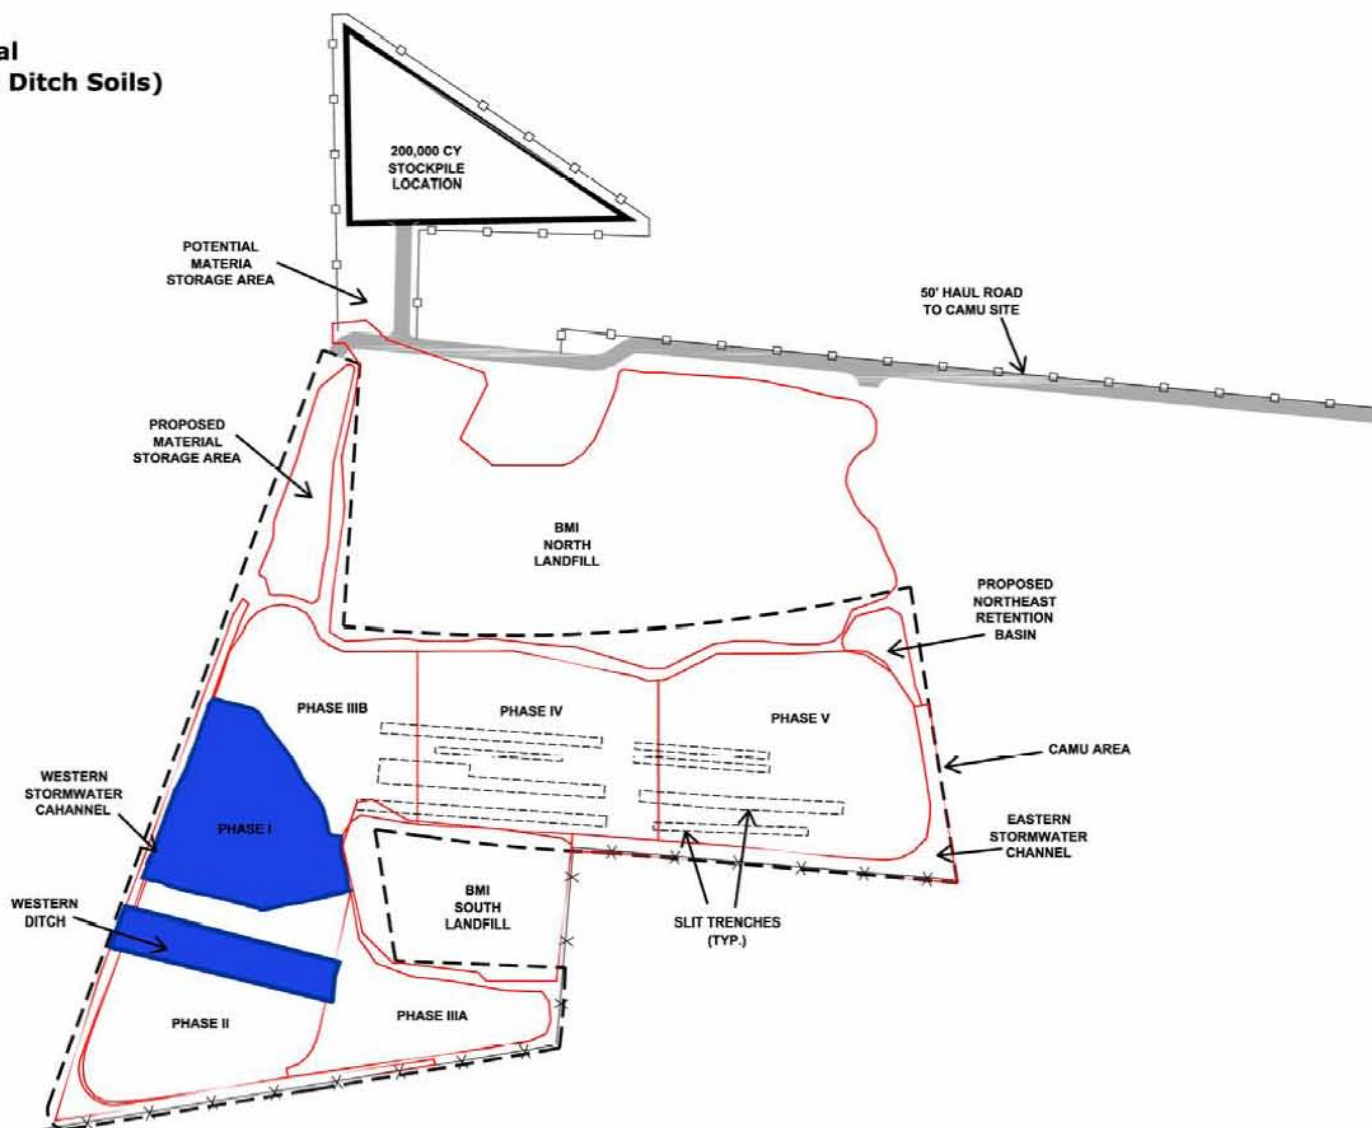 al
Ditch Soils)
200,000 CY
STOCKPILE
LOCATION
POTENTIAL
MATERIA
STORAGE AREA
50' HAUL ROAD
TO CAMU SITE
PROPOSED
MATERIAL
STORAGE AREA
BMI
NORTH
LANDFILL
PROPOSED
NORTHEAST
RETENTION
BASIN
PHASE IIIB
PHASE IV
PHASE V
CAMU AREA
WESTERN
STORMWATER
CAHANNEL
PHASE I
EASTERN
STORMWATER
CHANNEL
BMI
SOUTH
LANDFILL
WESTERN
DITCH
SLIT TRENCHES
(TYP.)
PHASE II
PHASE IIIA